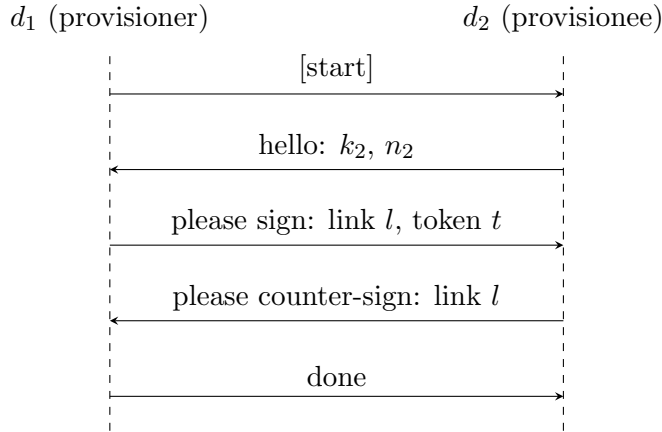 d₁ (provisioner) d₂ (provisionee)
[start]
hello: k₂, n₂
please sign: link l, token t
please counter-sign: link l
done